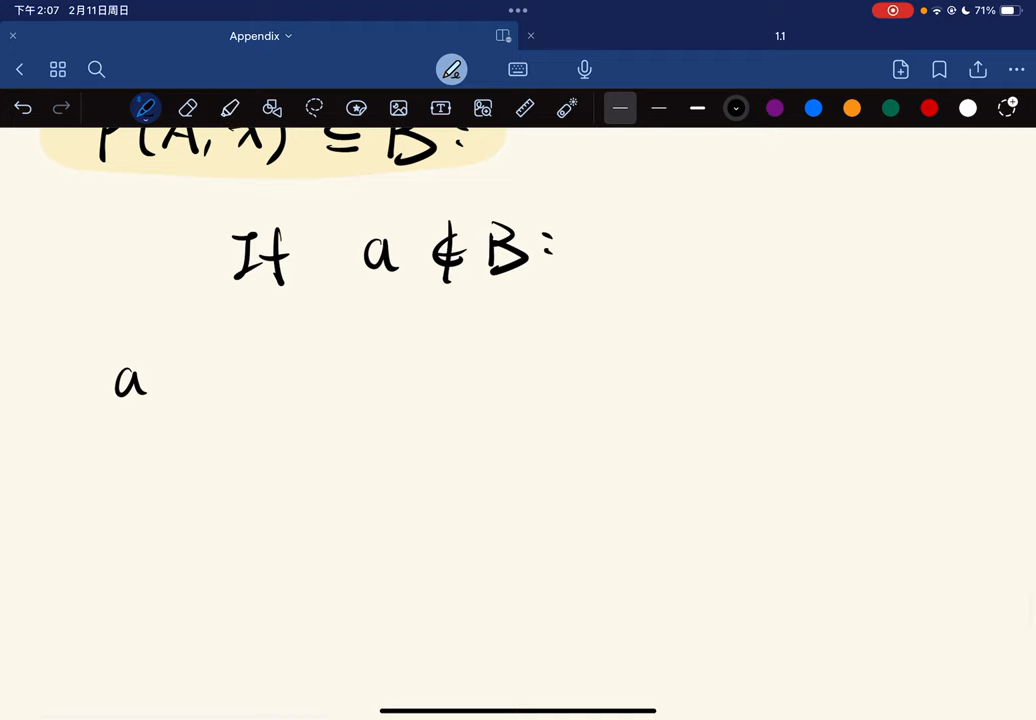 下午2:07 2月11日周日 71%
Appendix 1.1
P(A, x) ⊆ B:
If a ∉ B:
a